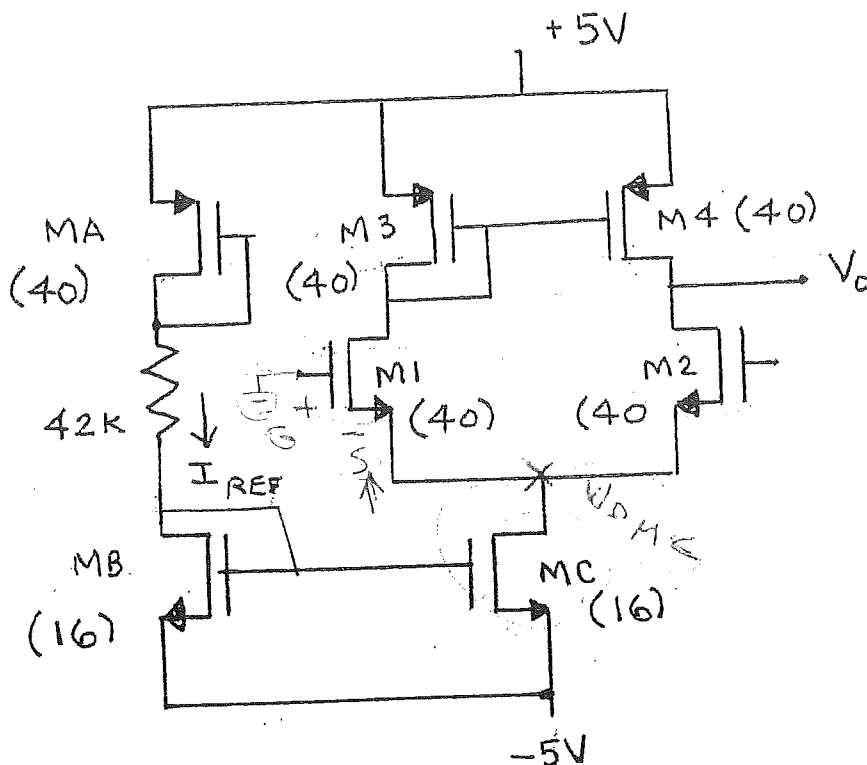 +5V
MA
(40)
M3
(40)
M4 (40)
Vo
M1
(40)
M2
(40
G
+
-
S
42K
IREF
MB
(16)
MC
(16)
-5V